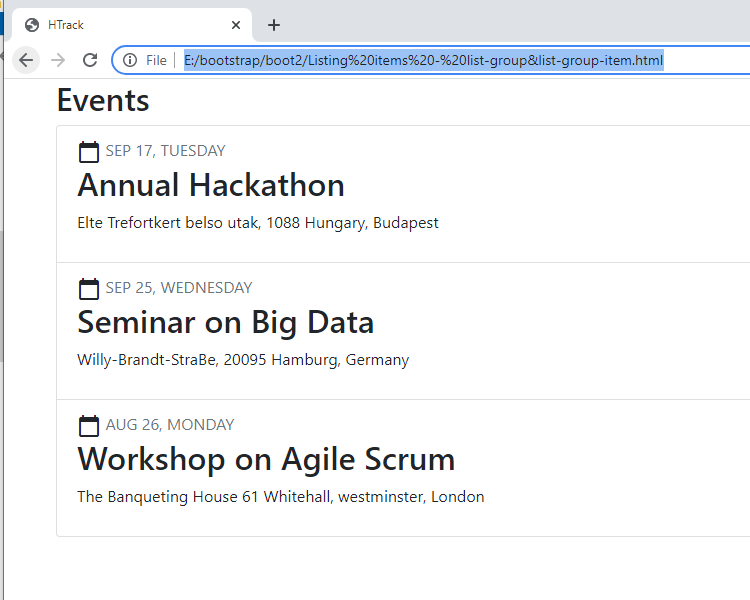 HTrack
File E:/bootstrap/boot2/Listing%20items%20-%20list-group&list-group-item.html
Events
SEP 17, TUESDAY
Annual Hackathon
Elte Trefortkert belso utak, 1088 Hungary, Budapest
SEP 25, WEDNESDAY
Seminar on Big Data
Willy-Brandt-StraBe, 20095 Hamburg, Germany
AUG 26, MONDAY
Workshop on Agile Scrum
The Banqueting House 61 Whitehall, westminster, London